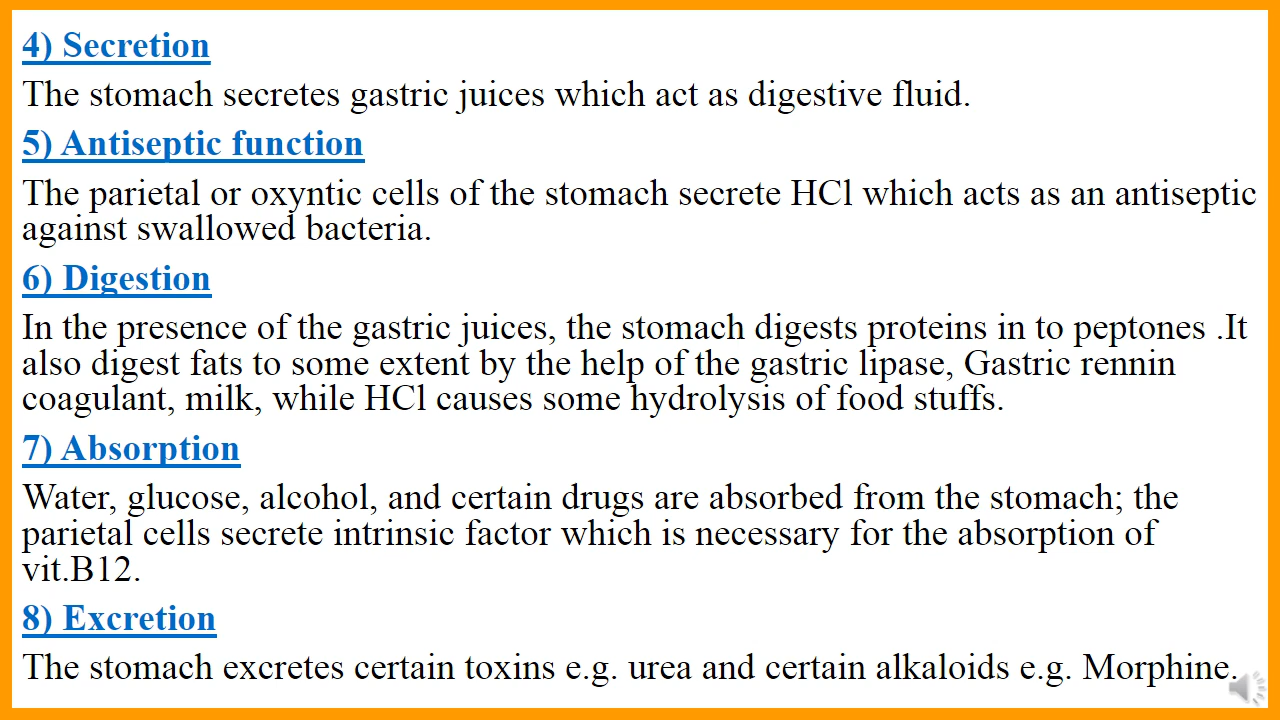 4) Secretion
The stomach secretes gastric juices which act as digestive fluid.
5) Antiseptic function
The parietal or oxyntic cells of the stomach secrete HCl which acts as an antiseptic
against swallowed bacteria.
6) Digestion
In the presence of the gastric juices, the stomach digests proteins in to peptones .It
also digest fats to some extent by the help of the gastric lipase, Gastric rennin
coagulant, milk, while HCl causes some hydrolysis of food stuffs.
7) Absorption
Water, glucose, alcohol, and certain drugs are absorbed from the stomach; the
parietal cells secrete intrinsic factor which is necessary for the absorption of
vit.B12.
8) Excretion
The stomach excretes certain toxins e.g. urea and certain alkaloids e.g. Morphine.